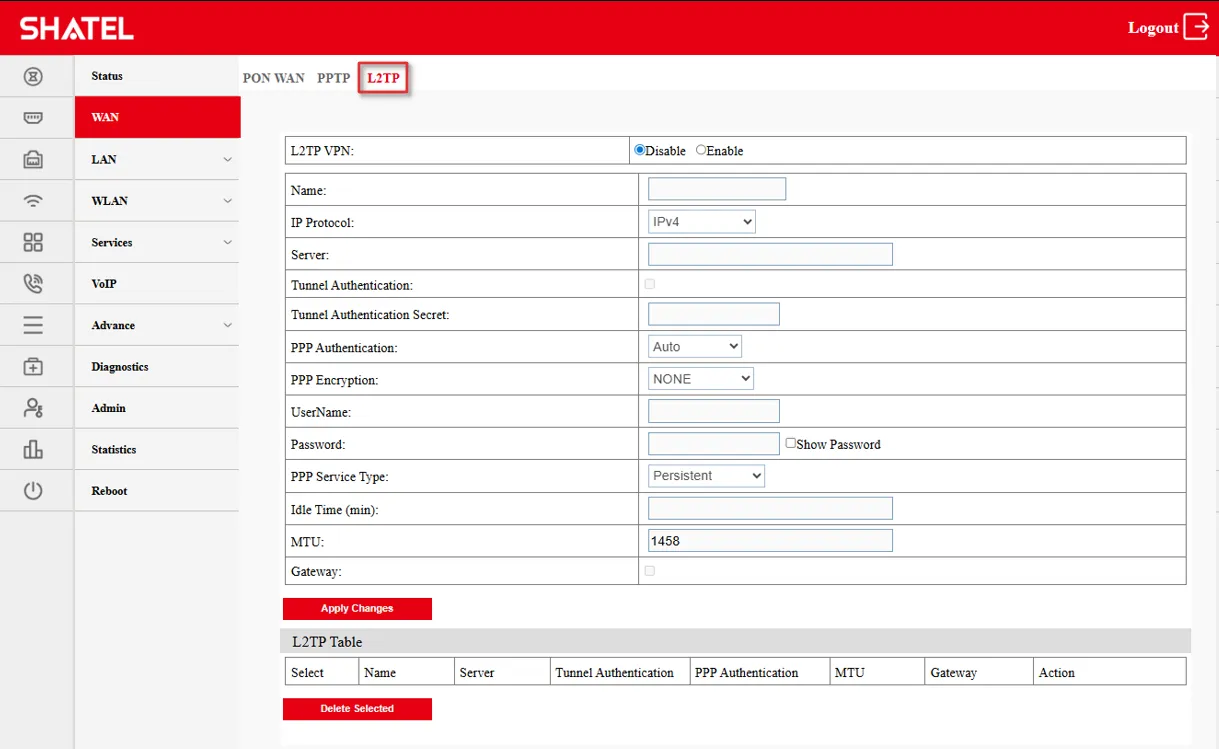 SHATEL
Logout
Status
WAN
LAN
WLAN
Services
VoIP
Advance
Diagnostics
Admin
Statistics
Reboot
PON WAN PPTP L2TP
L2TP VPN: Disable Enable
Name:
IP Protocol: IPv4
Server:
Tunnel Authentication:
Tunnel Authentication Secret:
PPP Authentication: Auto
PPP Encryption: NONE
UserName:
Password: Show Password
PPP Service Type: Persistent
Idle Time (min):
MTU: 1458
Gateway:
Apply Changes
L2TP Table
Select Name Server Tunnel Authentication PPP Authentication MTU Gateway Action
Delete Selected